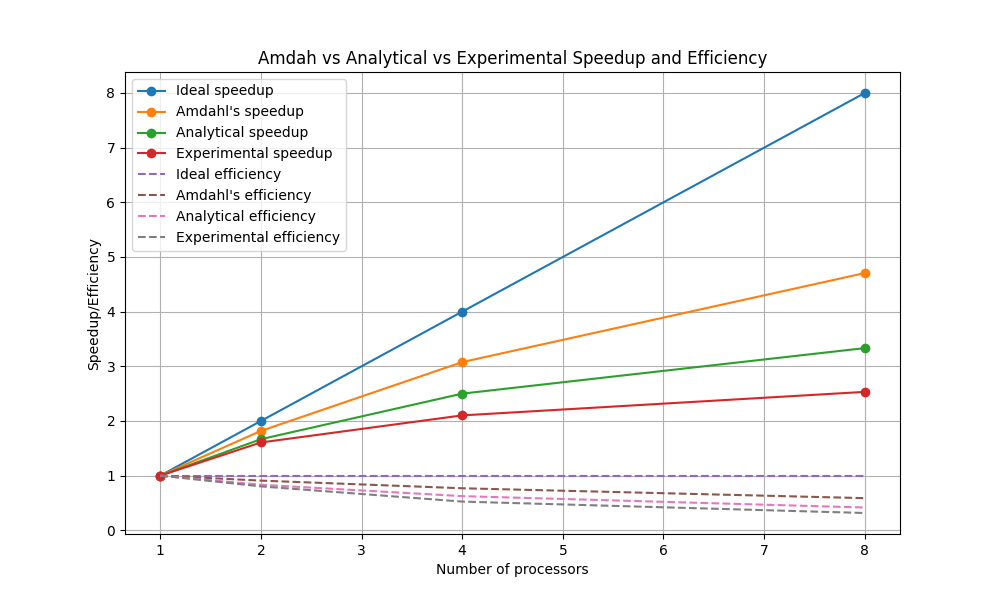 Amdah vs Analytical vs Experimental Speedup and Efficiency
Ideal speedup
Amdahl's speedup
Analytical speedup
Experimental speedup
Ideal efficiency
Amdahl's efficiency
Analytical efficiency
Experimental efficiency
Speedup/Efficiency
8
7
6
5
4
3
2
1
0
1 2 3 4 5 6 7 8
Number of processors